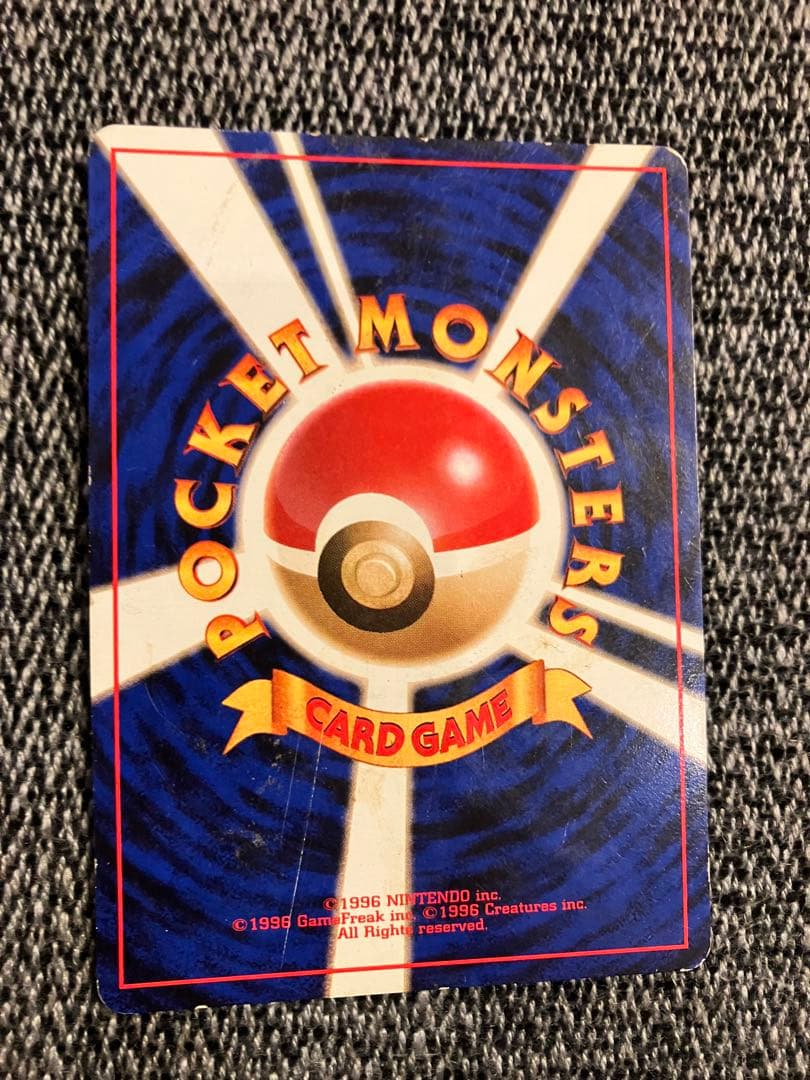 POCKET MONSTERS
CARD GAME
©1996 NINTENDO inc.
©1996 GameFreak inc. ©1996 Creatures inc.
All Rights reserved.